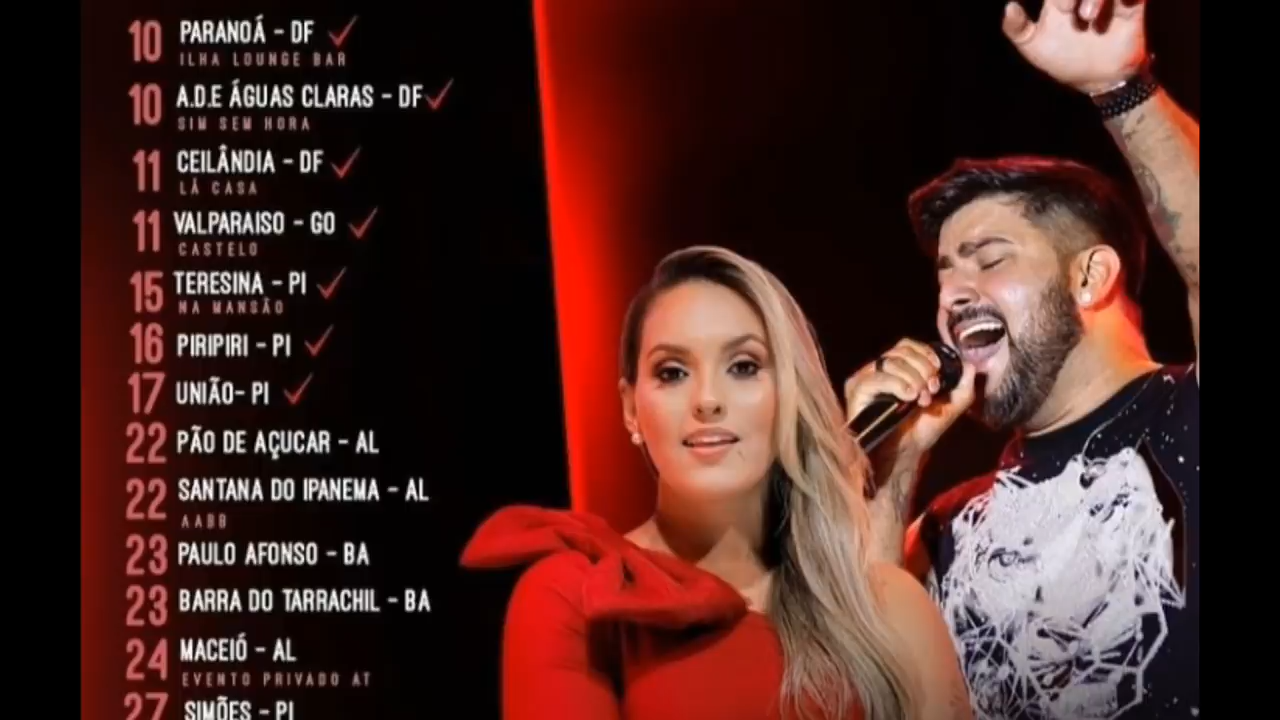 10 PARANOÁ - DF
ILHA LOUNGE BAR
10 A.D.E ÁGUAS CLARAS - DF
SIM SEM HORA
11 CEILÂNDIA - DF
LÁ CASA
11 VALPARAISO - GO
CASTELO
15 TERESINA - PI
NA MANSÃO
16 PIRIPIRI - PI
17 UNIÃO- PI
22 PÃO DE AÇUCAR - AL
22 SANTANA DO IPANEMA - AL
AABB
23 PAULO AFONSO - BA
23 BARRA DO TARRACHIL - BA
24 MACEIÓ - AL
EVENTO PRIVADO AT
27 SIMÕES - PI